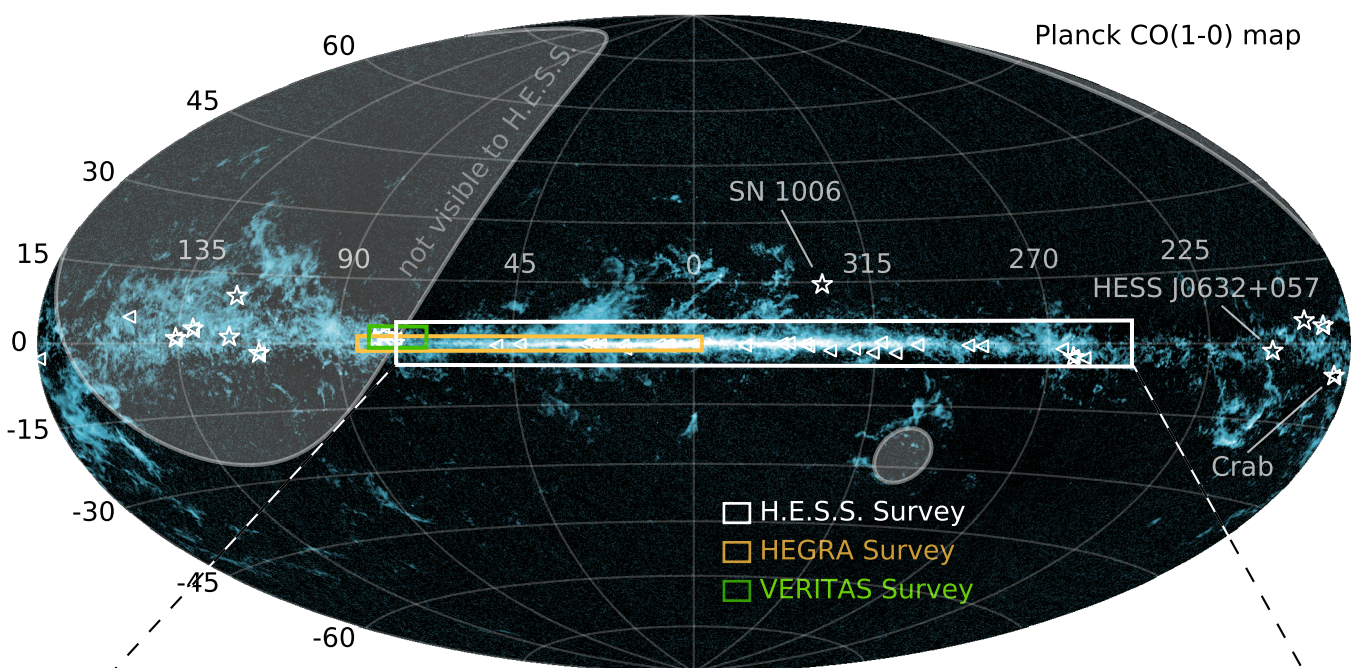 Planck CO(1-0) map
60
45
not visible to H.E.S.S.
30
SN 1006
15
135
90
45
0
315
270
225
HESS J0632+057
0
-15
Crab
-30
H.E.S.S. Survey
HEGRA Survey
-45
VERITAS Survey
-60